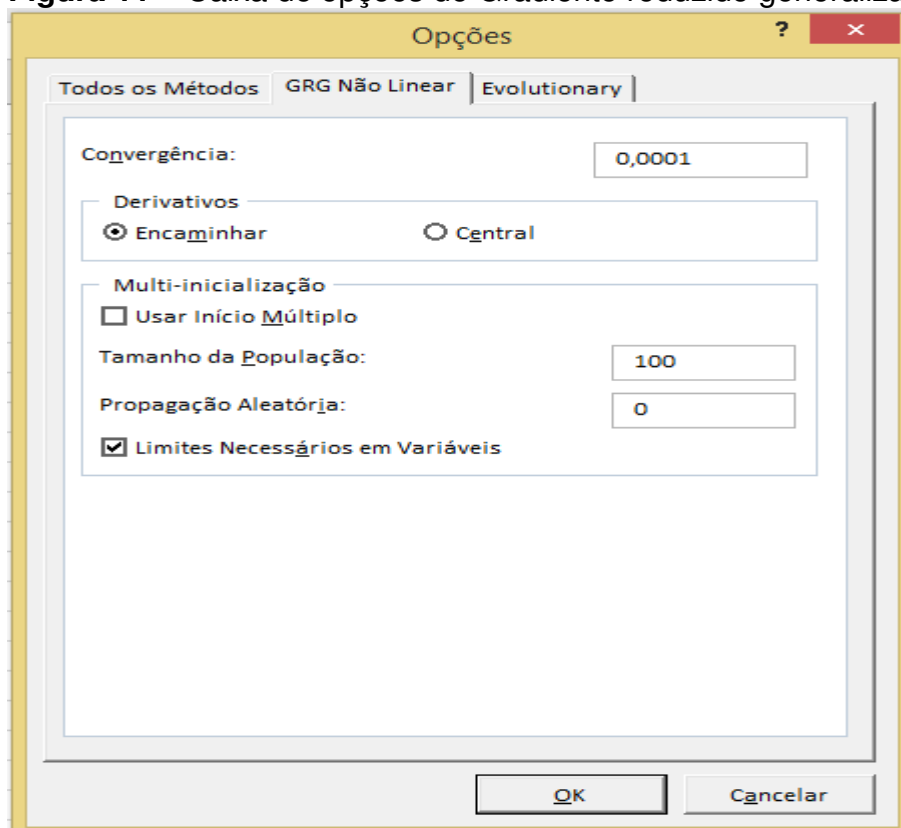 Opções ?
Todos os Métodos GRG Não Linear Evolutionary
Convergência: 0,0001
Derivativos
Encaminhar Central
Multi-inicialização
Usar Início Múltiplo
Tamanho da População: 100
Propagação Aleatória: 0
Limites Necessários em Variáveis
OK Cancelar